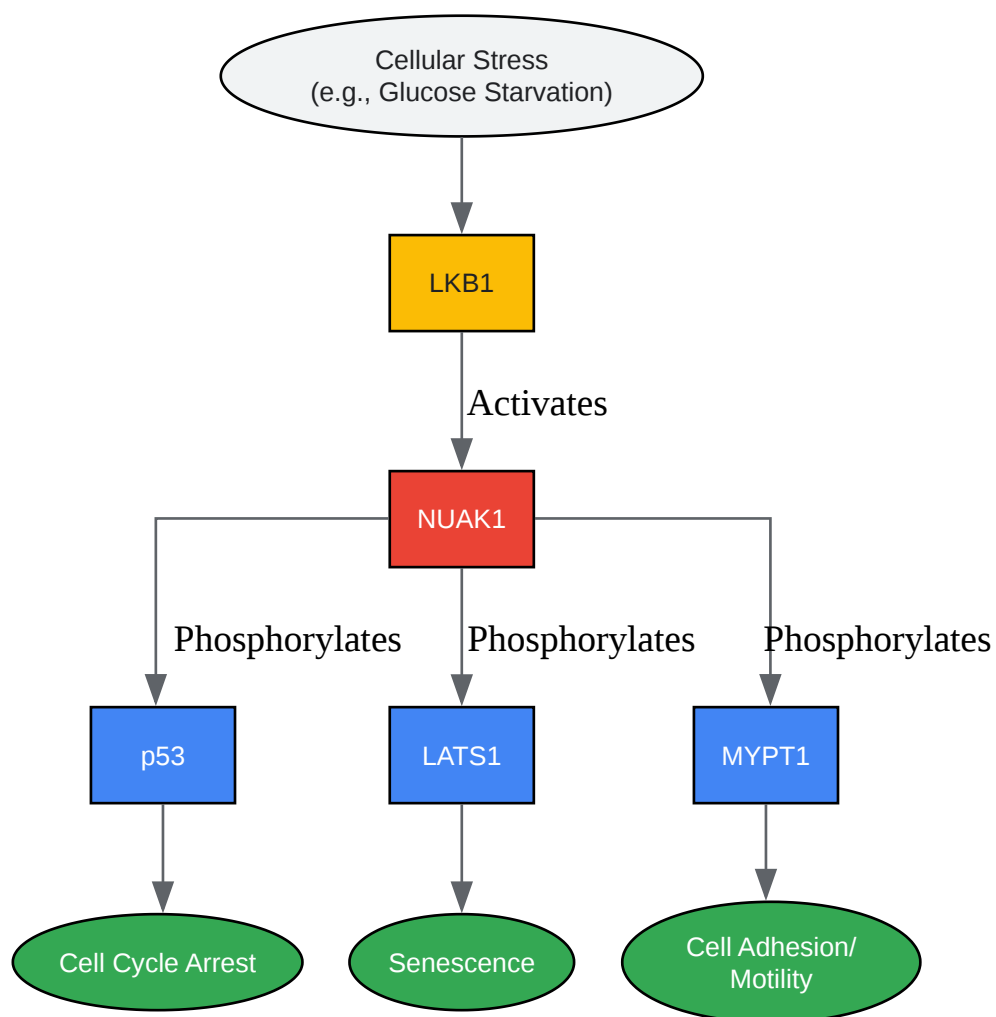 Cellular Stress
(e.g., Glucose Starvation)
LKB1
Activates
NUAK1
Phosphorylates
Phosphorylates
Phosphorylates
p53
LATS1
MYPT1
Cell Cycle Arrest
Senescence
Cell Adhesion/
Motility